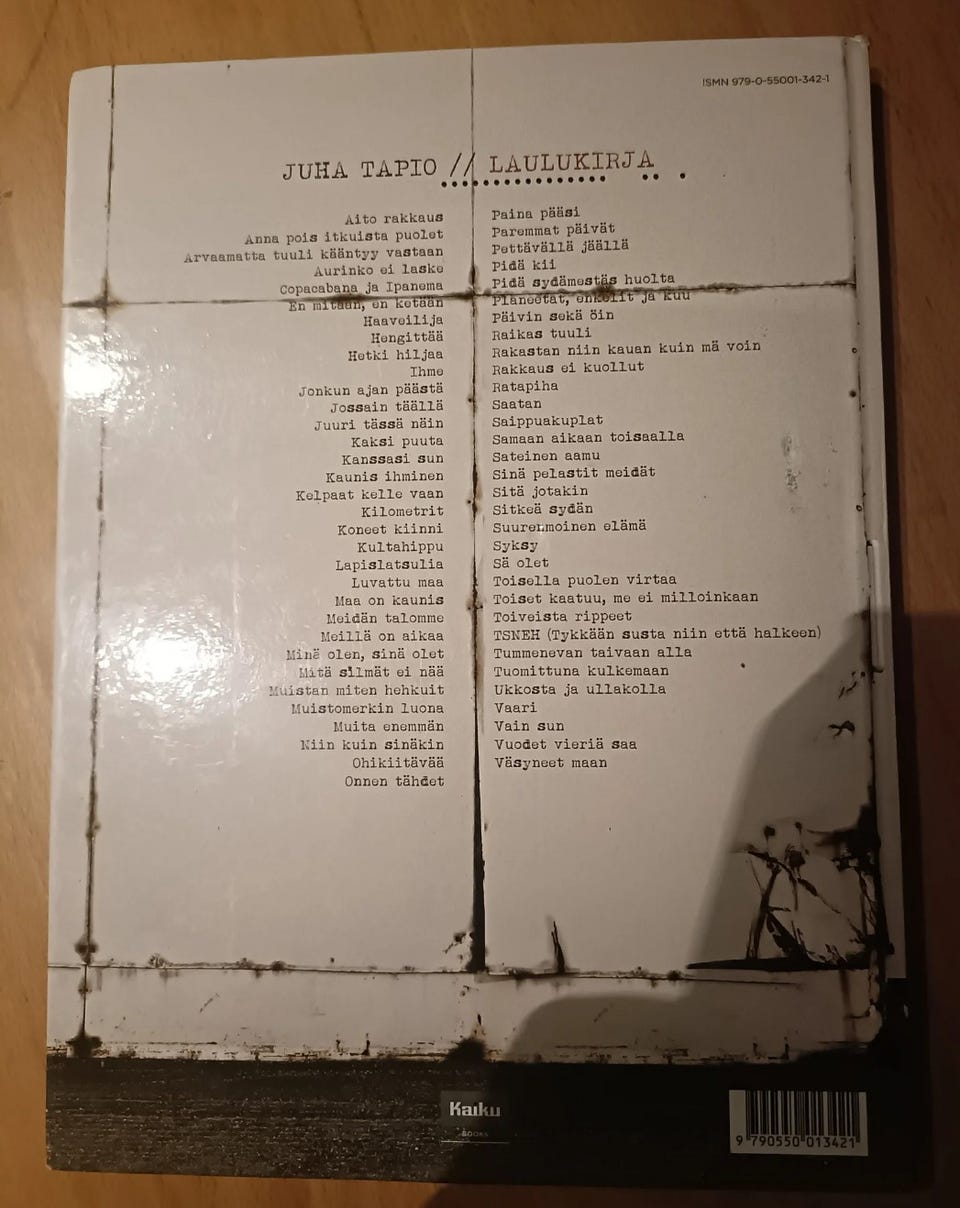 ISMN 979-0-55001-342-1
JUHA TAPIO // LAULUKIRJA
Aito rakkaus
Anna pois itkuista puolet
Arvaamatta tuuli kääntyy vastaan
Aurinko ei laske
Copacabana ja Ipanema
En mitään, en ketään
Haaveilija
Hengittää
Hetki hiljaa
Ihme
Jonkun ajan päästä
Jossain täällä
Juuri tässä näin
Kaksi puuta
Kanssasi sun
Kaunis ihminen
Kelpaat kelle vaan
Kilometrit
Koneet kiinni
Kultahippu
Lapislatsulia
Luvattu maa
Maa on kaunis
Meidän talomme
Meillä on aikaa
Minä olen, sinä olet
Mitä silmät ei nää
Muistan miten hehkuit
Muistomerkin luona
Muita enemmän
Niin kuin sinäkin
Ohikiitävää
Onnen tähdet
Paina pääsi
Paremmat päivät
Pettävällä jäällä
Pidä kii
Pidä sydämestäs huolta
Planeetat, enkelit ja kuu
Päivin sekä öin
Raikas tuuli
Rakastan niin kauan kuin mä voin
Rakkaus ei kuollut
Ratapiha
Saatan
Saippuakuplat
Samaan aikaan toisaalla
Sateinen aamu
Sinä pelastit meidät
Sitä jotakin
Sitkeä sydän
Suurenmoinen elämä
Syksy
Sä olet
Toisella puolen virtaa
Toiset kaatuu, me ei milloinkaan
Toiveista rippeet
TSNEH (Tykkään susta niin että halkeen)
Tummenevan taivaan alla
Tuomittuna kulkemaan
Ukkosta ja ullakolla
Vaari
Vain sun
Vuodet vieriä saa
Väsyneet maan
Kaiku
BOOKS
9 790550 013421